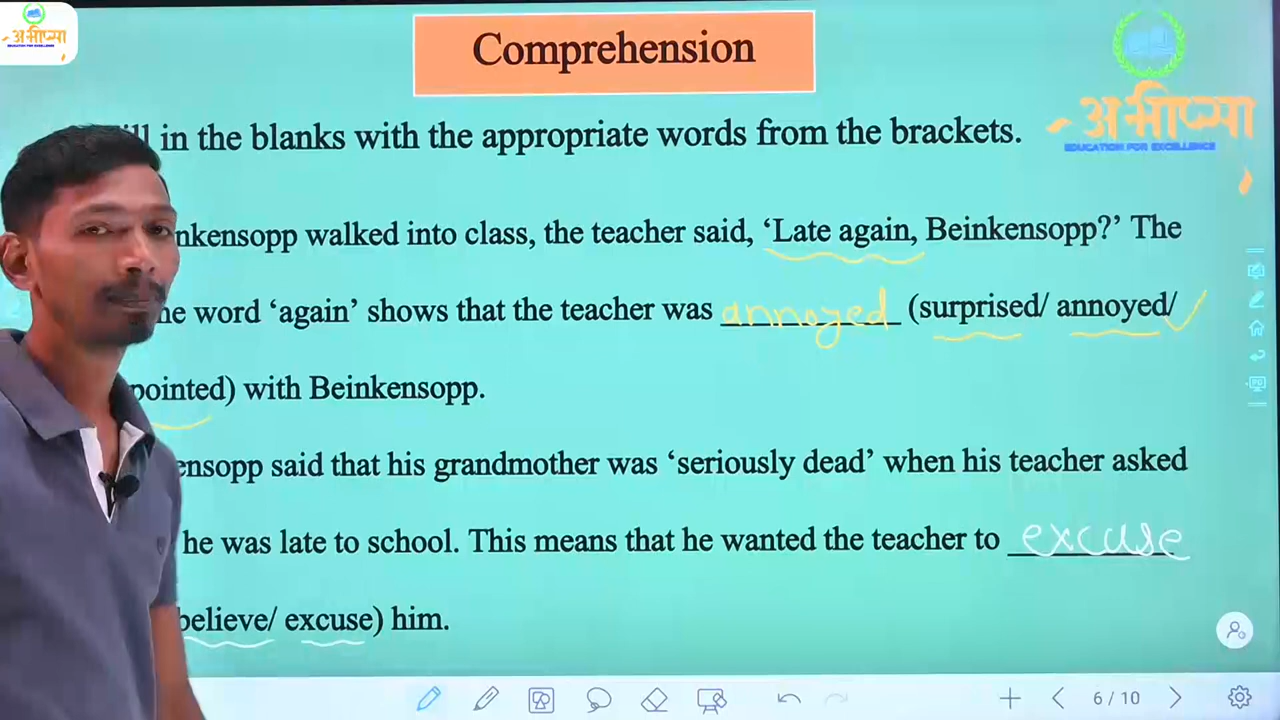 अभीप्सा
EDUCATION FOR EXCELLENCE
Comprehension
अभीप्सा
EDUCATION FOR EXCELLENCE
in the blanks with the appropriate words from the brackets.
nkensopp walked into class, the teacher said, ‘Late again, Beinkensopp?’ The
word ‘again’ shows that the teacher was annoyed (surprised/ annoyed/
pointed) with Beinkensopp.
ensopp said that his grandmother was ‘seriously dead’ when his teacher asked
he was late to school. This means that he wanted the teacher to excuse
believe/ excuse) him.
6 / 10